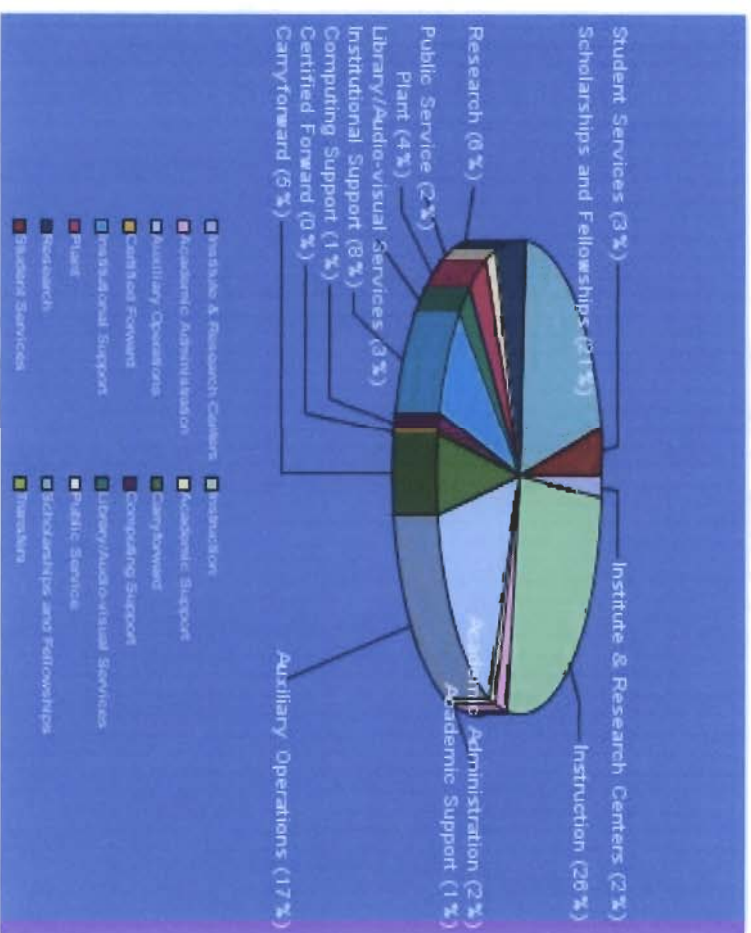 Student Services (3%)
Scholarships and Fellowships (21%)
Research (6%)
Public Service (2%)
Plant (4%)
Library/Audio-visual Services (3%)
Institutional Support (8%)
Computing Support (1%)
Certified Forward (0%)
Carryforward (5%)
Institute & Research Centers (2%)
Instruction (26%)
Academic Administration (2%)
Academic Support (1%)
Auxiliary Operations (17%)
Institute & Research Centers
Instruction
Academic Administration
Academic Support
Auxiliary Operations
Carryforward
Certified Forward
Computing Support
Institutional Support
Library/Audio-visual Services
Plant
Public Service
Research
Scholarships and Fellowships
Student Services
Transfers